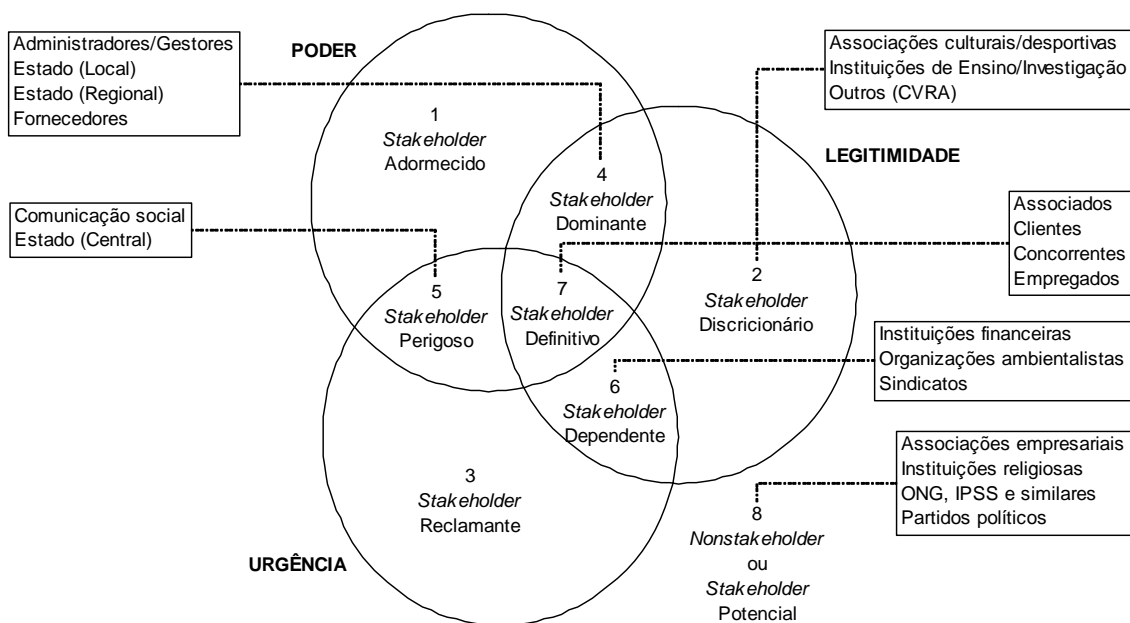 Administradores/Gestores
Estado (Local)
Estado (Regional)
Fornecedores
PODER
Associações culturais/desportivas
Instituições de Ensino/Investigação
Outros (CVRA)
1
Stakeholder
Adormecido
LEGITIMIDADE
4
Stakeholder
Dominante
Comunicação social
Estado (Central)
Associados
Clientes
Concorrentes
Empregados
5
Stakeholder
Perigoso
7
Stakeholder
Definitivo
2
Stakeholder
Discricionário
Instituições financeiras
Organizações ambientalistas
Sindicatos
6
Stakeholder
Dependente
3
Stakeholder
Reclamante
Associações empresariais
Instituições religiosas
ONG, IPSS e similares
Partidos políticos
8
Nonstakeholder
ou
Stakeholder
Potencial
URGÊNCIA